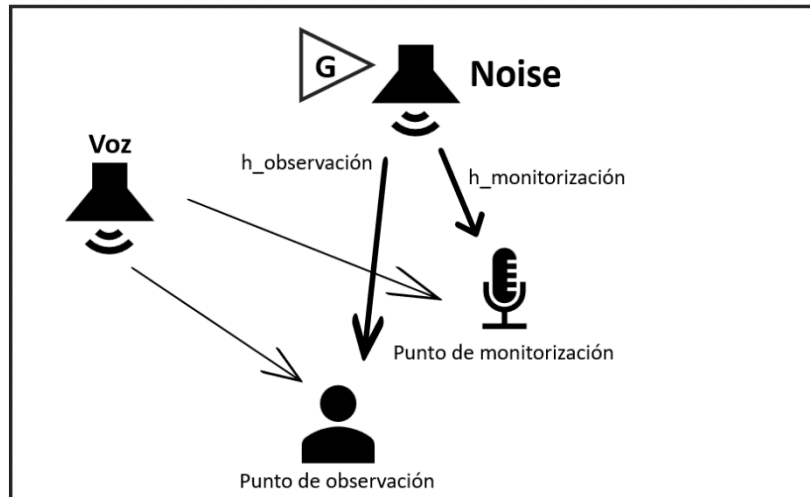 G
Noise
Voz
h_observación
h_monitorización
Punto de monitorización
Punto de observación